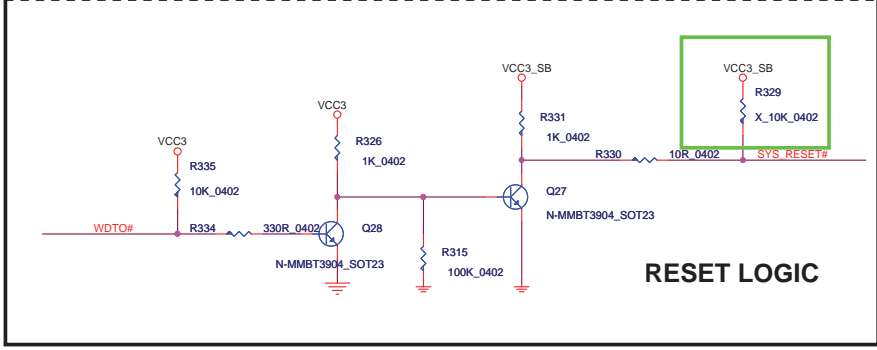 VCC3_SB
R329
X_10K_0402
VCC3_SB
R331
1K_0402
VCC3
R326
1K_0402
VCC3
R335
10K_0402
R330
10R_0402
SYS_RESET#
Q27
N-MMBT3904_SOT23
WDTO#
R334
330R_0402
Q28
N-MMBT3904_SOT23
R315
100K_0402
RESET LOGIC